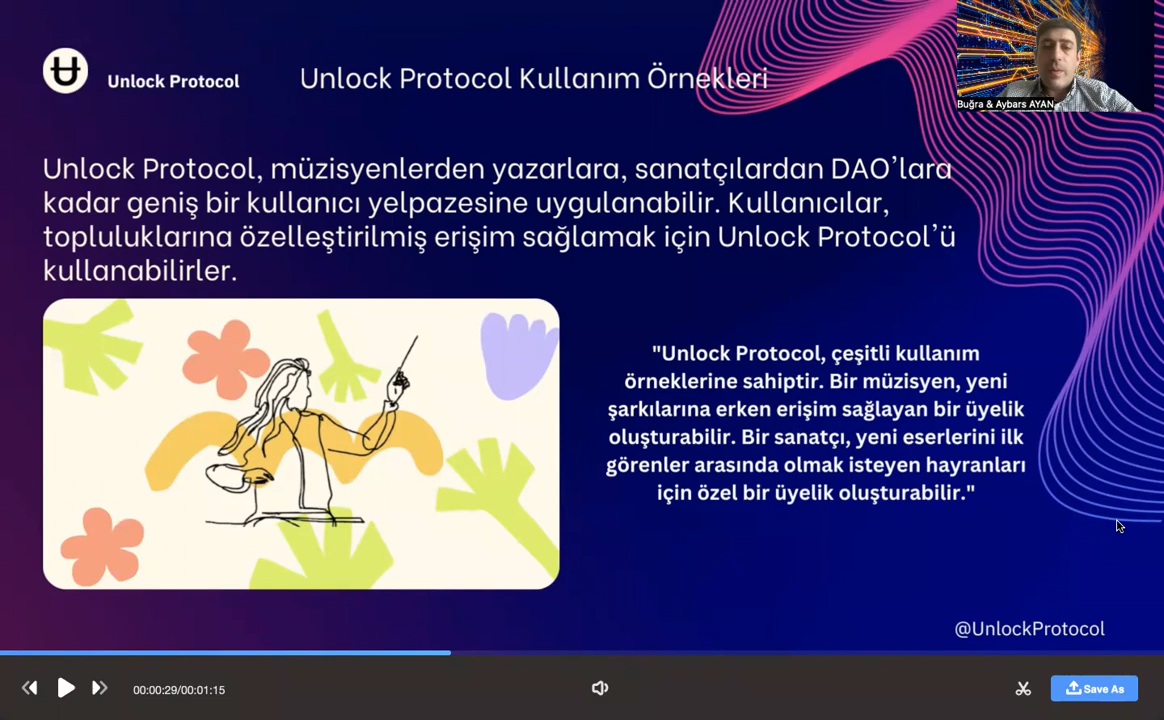 Unlock Protocol
Unlock Protocol Kullanım Örnekleri
Buğra & Aybars AYAN
Unlock Protocol, müzisyenlerden yazarlara, sanatçılardan DAO'lara
kadar geniş bir kullanıcı yelpazesine uygulanabilir. Kullanıcılar,
topluluklarına özelleştirilmiş erişim sağlamak için Unlock Protocol'ü
kullanabilirler.
"Unlock Protocol, çeşitli kullanım
örneklerine sahiptir. Bir müzisyen, yeni
şarkılarına erken erişim sağlayan bir üyelik
oluşturabilir. Bir sanatçı, yeni eserlerini ilk
görenler arasında olmak isteyen hayranları
için özel bir üyelik oluşturabilir."
@UnlockProtocol
00:00:29/00:01:15
Save As